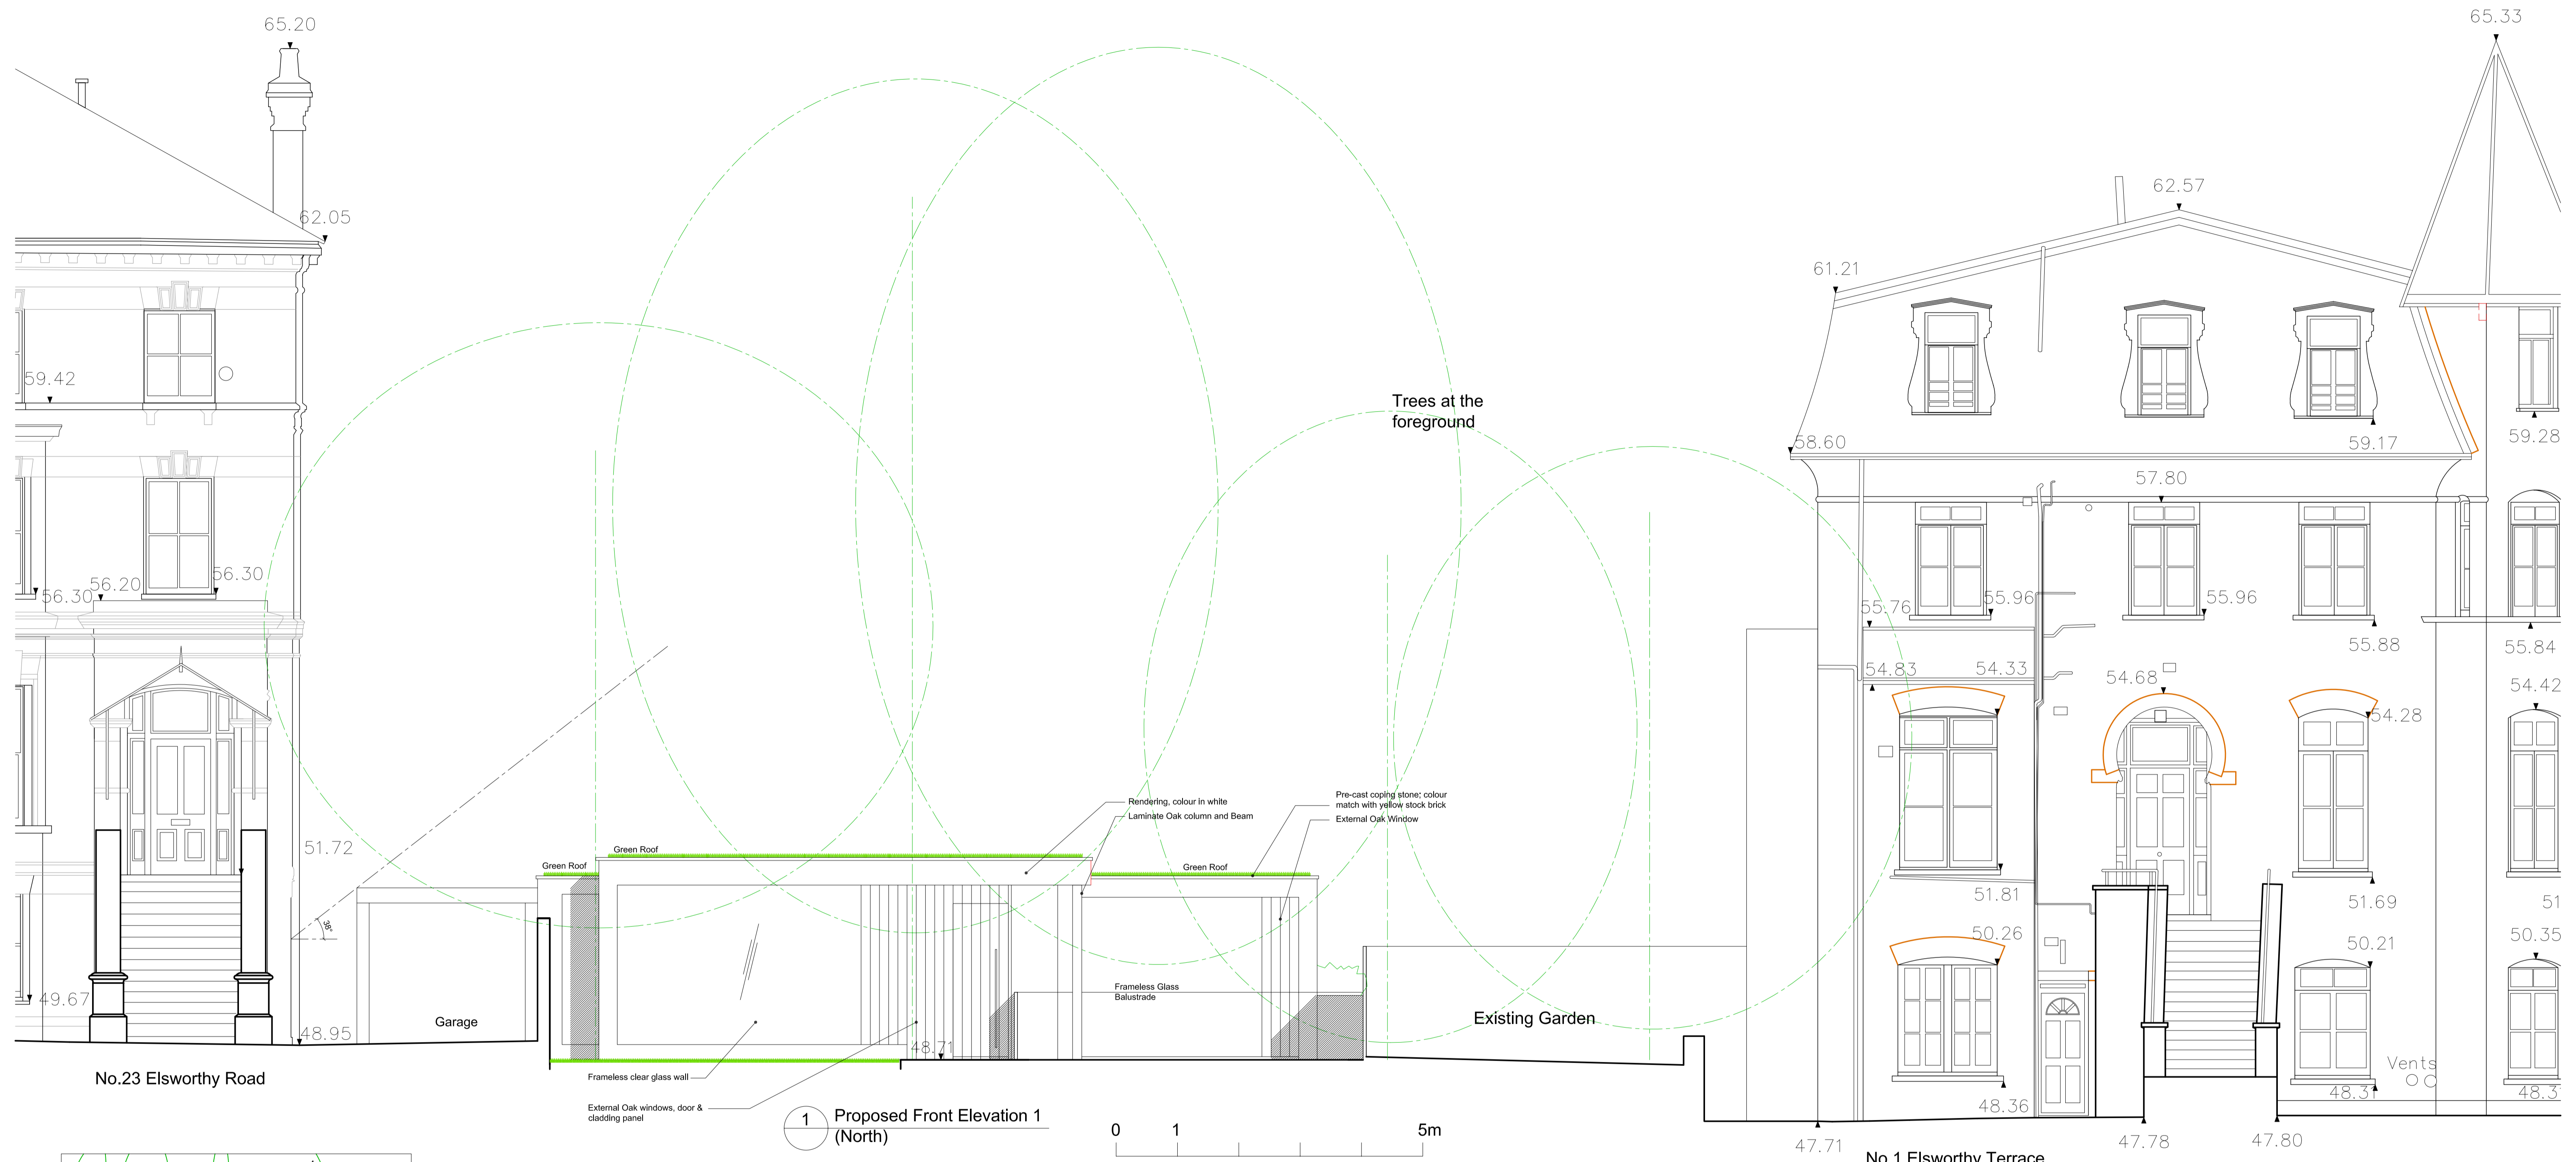 65.20
65.33
62.05
62.57
61.21
59.42
Trees at the
foreground
58.60
59.17
59.28
57.80
56.30
56.20
56.30
55.76
55.96
55.96
55.88
55.84
54.83
54.33
54.68
54.42
54.28
Pre-cast coping stone; colour
match with yellow stock brick
External Oak Window
Rendering, colour in white
Laminate Oak column and Beam
51.72
Green Roof
Green Roof
Green Roof
51.81
51.69
51
38°
50.26
50.21
50.35
49.67
Garage
48.95
48.71
Frameless Glass
Balustrade
Existing Garden
Vents
48.36
48.31
48.3
No.23 Elsworthy Road
Frameless clear glass wall
External Oak windows, door &
cladding panel
1
Proposed Front Elevation 1
(North)
0 1 5m
47.71
47.78
47.80
No.1 Elsworthy Terrace